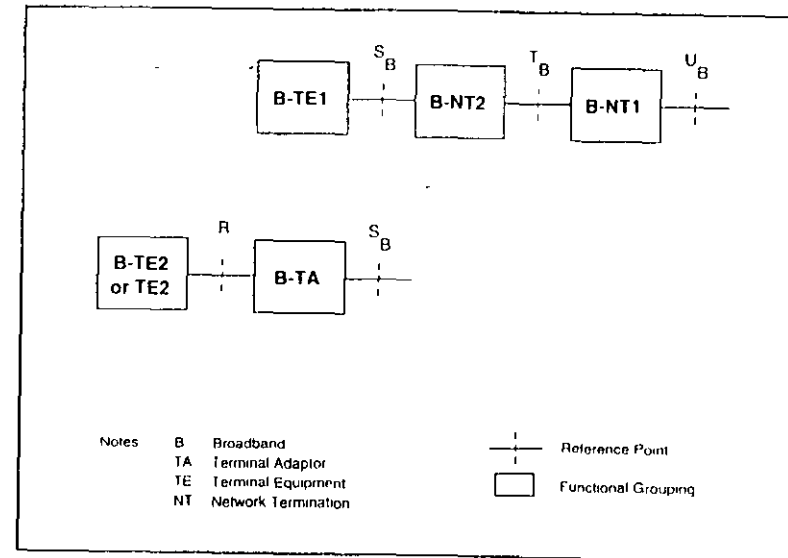 S_B T_B U_B
B-TE1 B-NT2 B-NT1
R S_B
B-TE2
or TE2
B-TA
Notes B Broadband
TA Terminal Adaptor
TE Terminal Equipment
NT Network Termination
Reference Point
Functional Grouping